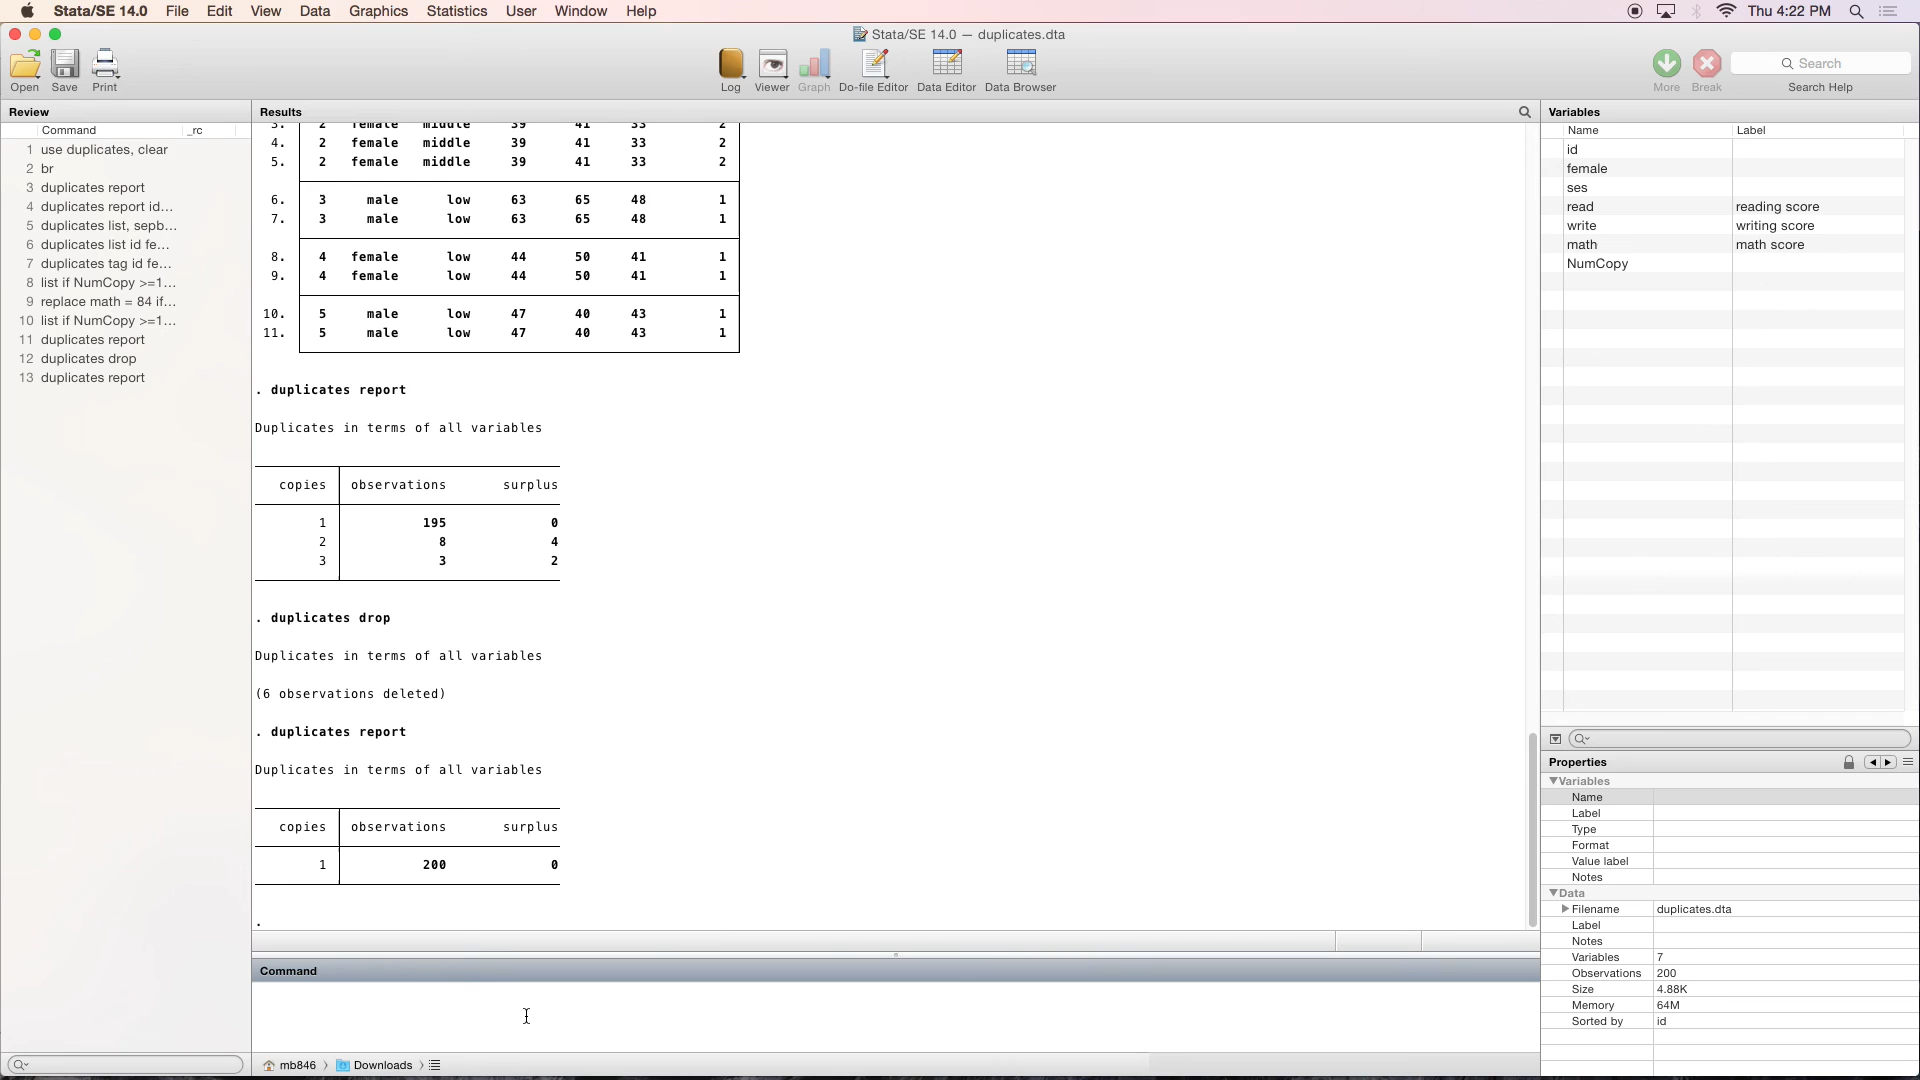 Stata/SE 14.0 File Edit View Data Graphics Statistics User Window Help Thu 4:22 PM
Stata/SE 14.0 — duplicates.dta
Open Save Print Log Viewer Graph Do-file Editor Data Editor Data Browser More Break Search Search Help
Review
Command _rc
1 use duplicates, clear
2 br
3 duplicates report
4 duplicates report id...
5 duplicates list, sepb...
6 duplicates list id fe...
7 duplicates tag id fe...
8 list if NumCopy >=1...
9 replace math = 84 if...
10 list if NumCopy >=1...
11 duplicates report
12 duplicates drop
13 duplicates report
Results
3. 2 female middle 39 41 33 2
4. 2 female middle 39 41 33 2
5. 2 female middle 39 41 33 2
6. 3 male low 63 65 48 1
7. 3 male low 63 65 48 1
8. 4 female low 44 50 41 1
9. 4 female low 44 50 41 1
10. 5 male low 47 40 43 1
11. 5 male low 47 40 43 1
. duplicates report
Duplicates in terms of all variables
copies observations surplus
1 195 0
2 8 4
3 3 2
. duplicates drop
Duplicates in terms of all variables
(6 observations deleted)
. duplicates report
Duplicates in terms of all variables
copies observations surplus
1 200 0
.
Command
mb846 Downloads
Variables
Name Label
id
female
ses
read reading score
write writing score
math math score
NumCopy
Properties
Variables
Name
Label
Type
Format
Value label
Notes
Data
Filename duplicates.dta
Label
Notes
Variables 7
Observations 200
Size 4.88K
Memory 64M
Sorted by id